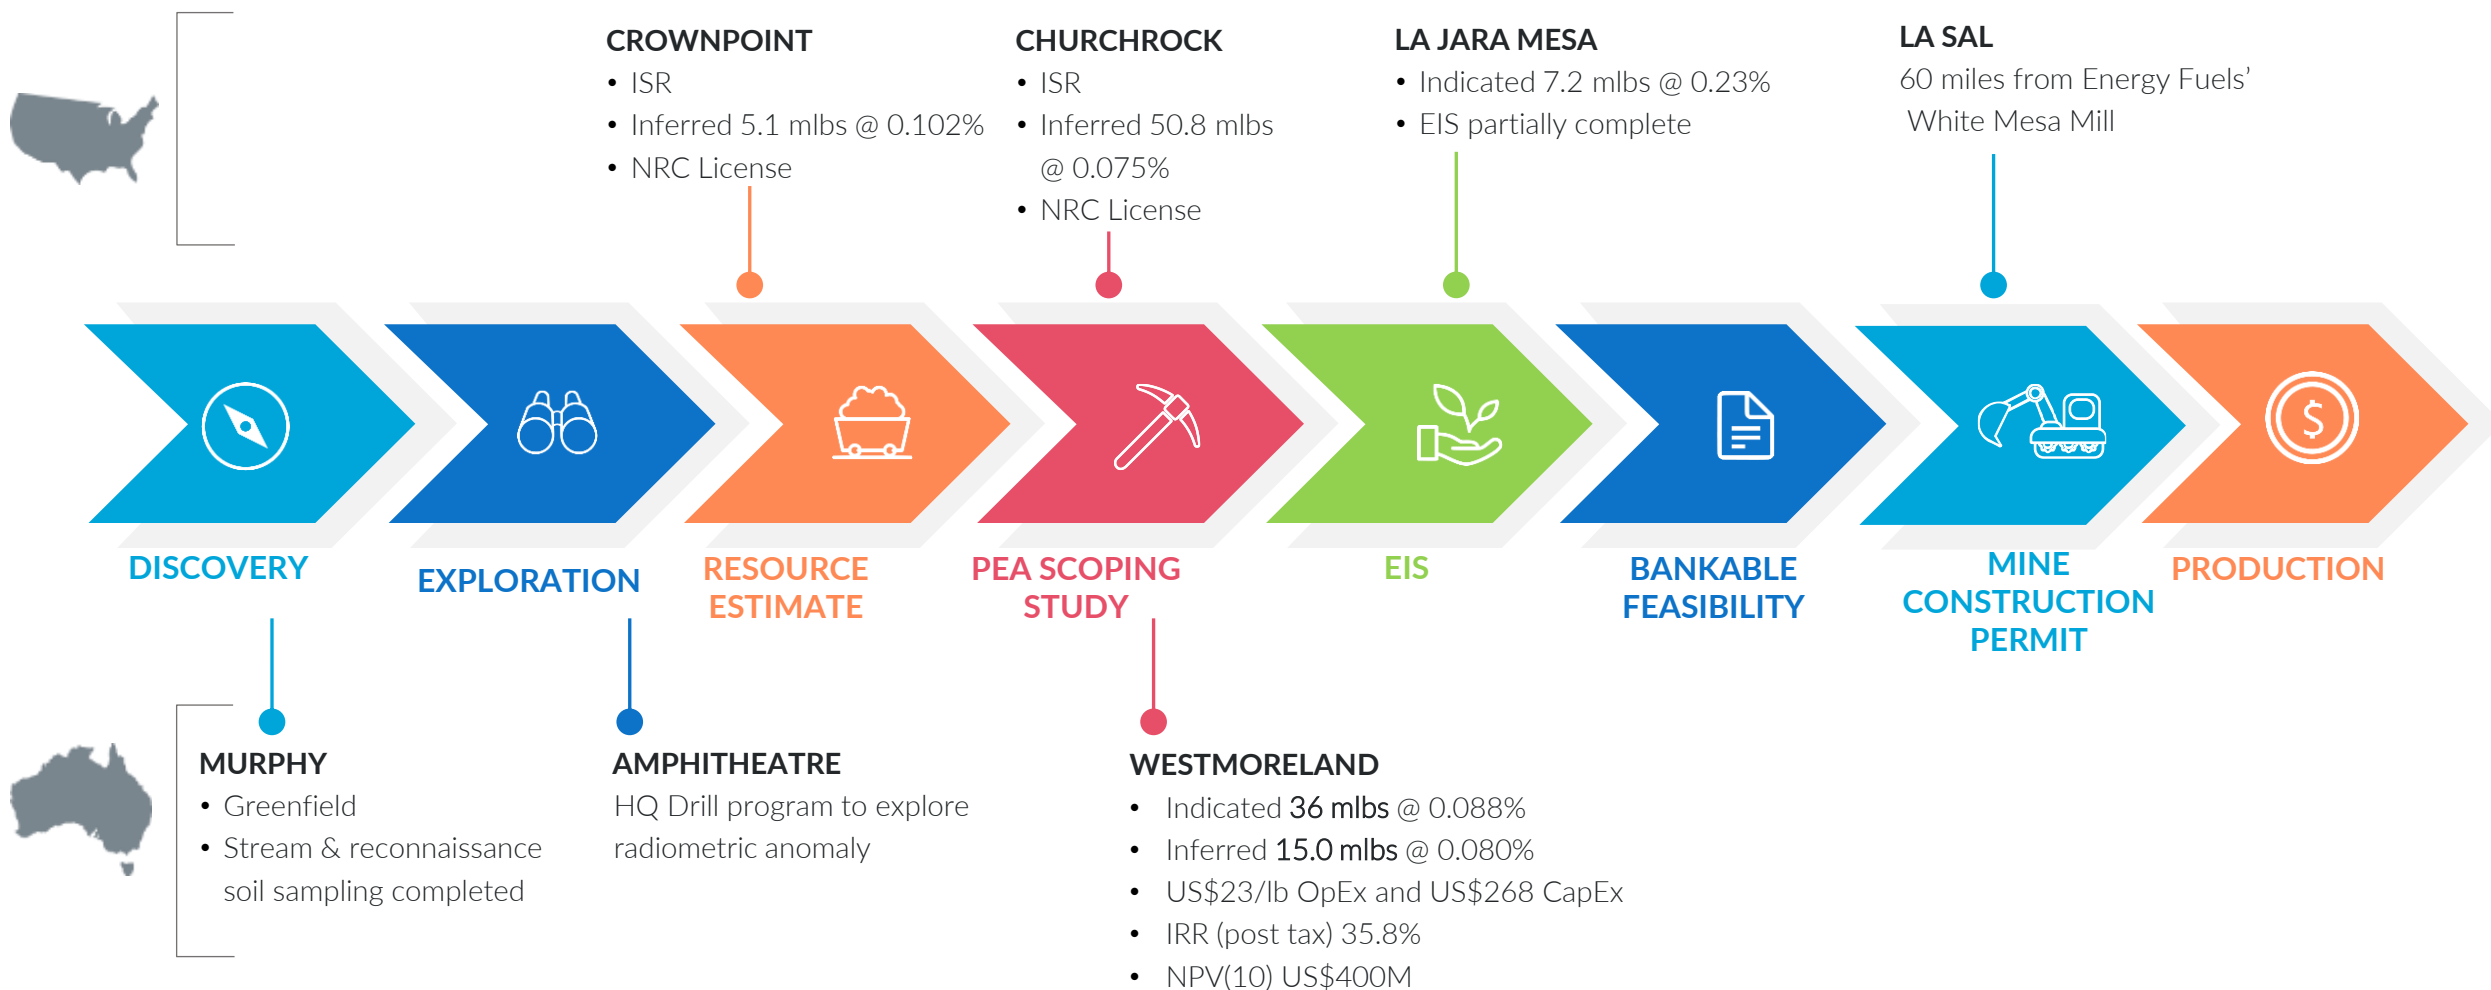 CROWNPOINT
• ISR
• Inferred 5.1 mlbs @ 0.102%
• NRC License
CHURCHROCK
• ISR
• Inferred 50.8 mlbs
@ 0.075%
• NRC License
LA JARA MESA
• Indicated 7.2 mlbs @ 0.23%
• EIS partially complete
LA SAL
60 miles from Energy Fuels’
White Mesa Mill
$
DISCOVERY
EXPLORATION
RESOURCE
ESTIMATE
PEA SCOPING
STUDY
EIS
BANKABLE
FEASIBILITY
MINE
CONSTRUCTION
PERMIT
PRODUCTION
MURPHY
• Greenfield
• Stream & reconnaissance
soil sampling completed
AMPHITHEATRE
HQ Drill program to explore
radiometric anomaly
WESTMORELAND
• Indicated 36 mlbs @ 0.088%
• Inferred 15.0 mlbs @ 0.080%
• US$23/lb OpEx and US$268 CapEx
• IRR (post tax) 35.8%
• NPV(10) US$400M